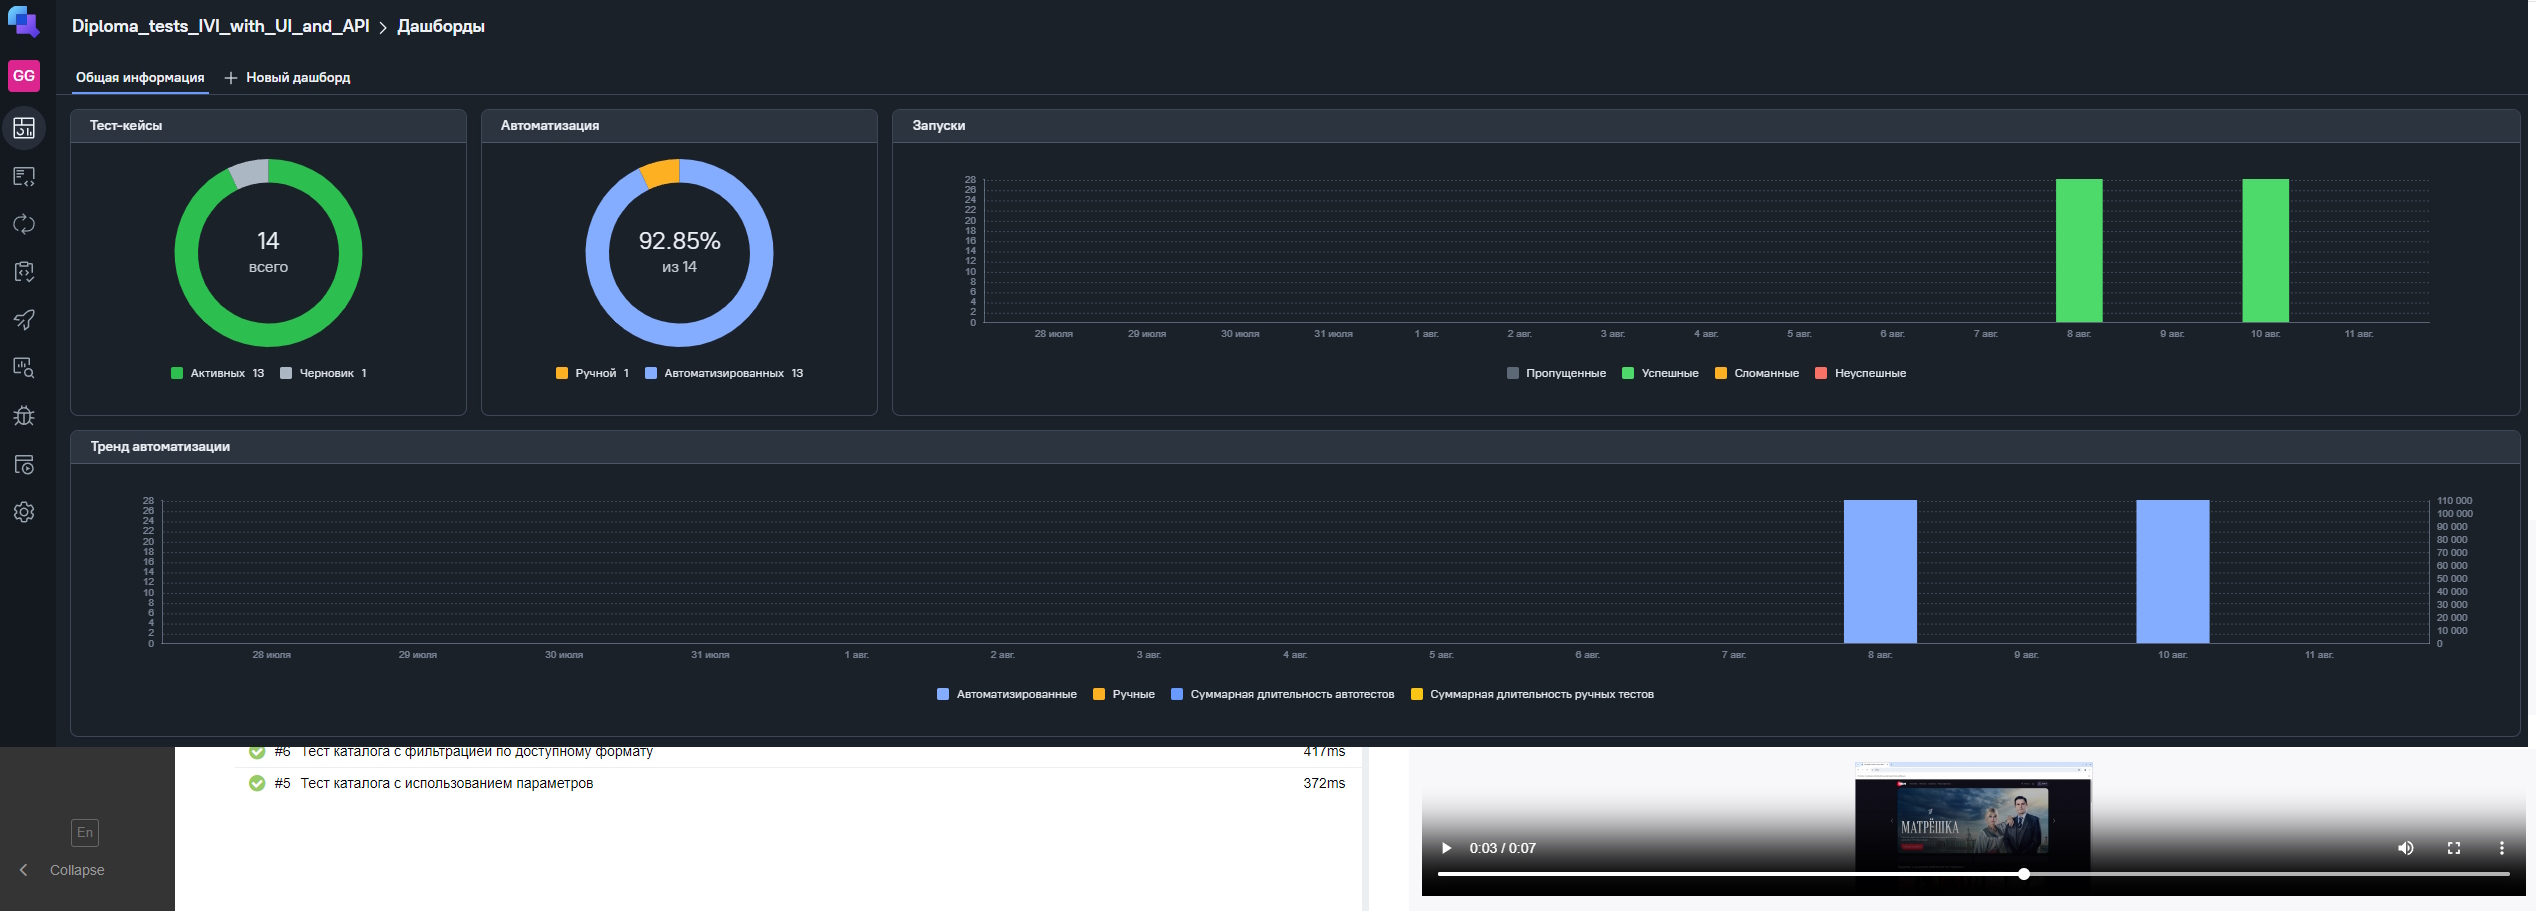 Diploma_tests_IVI_with_UI_and_API > Дашборды
GG
Общая информация + Новый дашборд
Тест-кейсы
14
всего
Активных 13 Черновик 1
Автоматизация
92.85%
из 14
Ручной 1 Автоматизированных 13
Запуски
28
26
24
22
20
18
16
14
12
10
8
6
4
2
0
28 июля 29 июля 30 июля 31 июля 1 авг. 2 авг. 3 авг. 4 авг. 5 авг. 6 авг. 7 авг. 8 авг. 9 авг. 10 авг. 11 авг.
Пропущенные Успешные Сломанные Неуспешные
Тренд автоматизации
28
26
24
22
20
18
16
14
12
10
8
6
4
2
0
110 000
100 000
90 000
80 000
70 000
60 000
50 000
40 000
30 000
20 000
10 000
0
28 июля 29 июля 30 июля 31 июля 1 авг. 2 авг. 3 авг. 4 авг. 5 авг. 6 авг. 7 авг. 8 авг. 9 авг. 10 авг. 11 авг.
Автоматизированные Ручные Суммарная длительность автотестов Суммарная длительность ручных тестов
#6 Тест каталога с фильтрацией по доступному формату 417ms
#5 Тест каталога с использованием параметров 372ms
En
Collapse
МАТРЁШКА
0:03 / 0:07